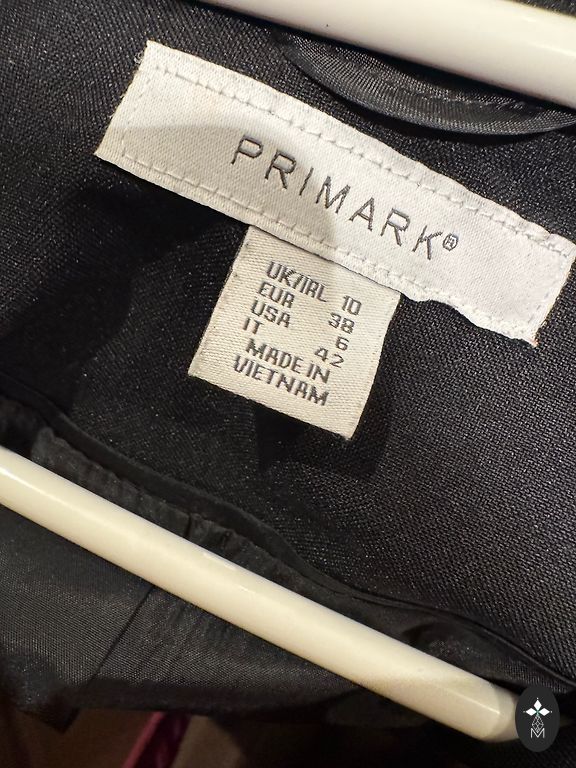 PRIMARK®
UK/IRL 10
EUR 38
USA 6
IT 42
MADE IN
VIETNAM
M